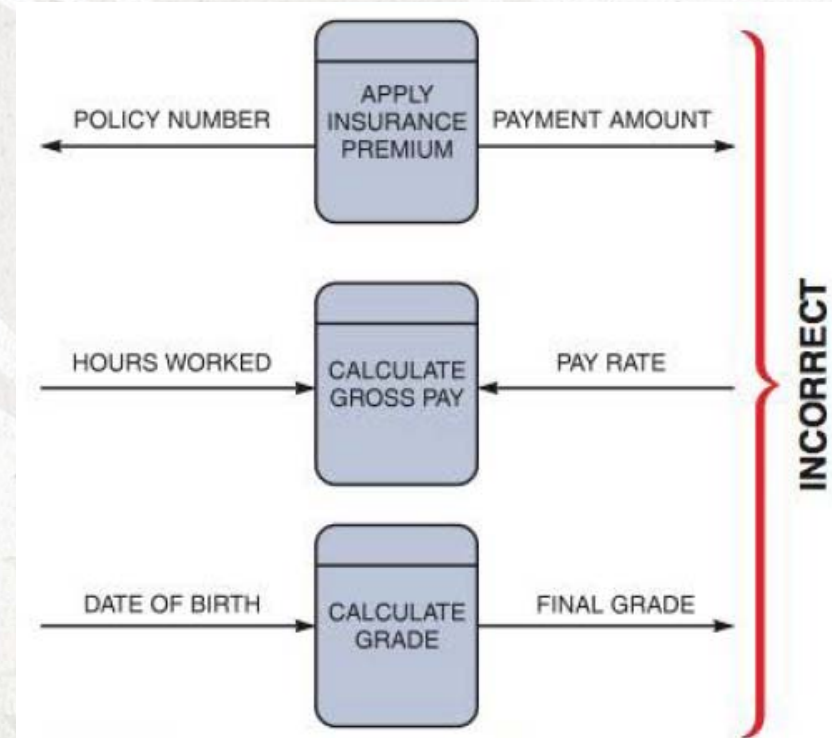 POLICY NUMBER
APPLY
INSURANCE
PREMIUM
PAYMENT AMOUNT
HOURS WORKED
CALCULATE
GROSS PAY
PAY RATE
DATE OF BIRTH
CALCULATE
GRADE
FINAL GRADE
INCORRECT